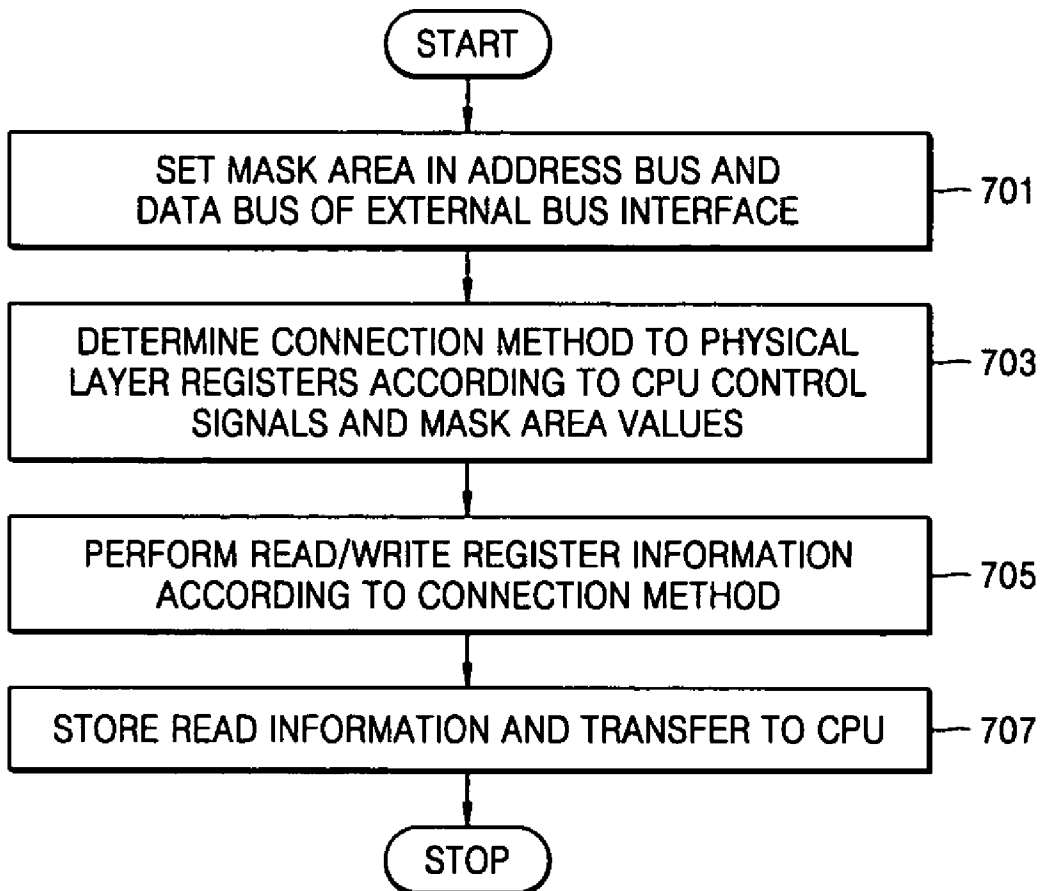 START
SET MASK AREA IN ADDRESS BUS AND
DATA BUS OF EXTERNAL BUS INTERFACE
701
DETERMINE CONNECTION METHOD TO PHYSICAL
LAYER REGISTERS ACCORDING TO CPU CONTROL
SIGNALS AND MASK AREA VALUES
703
PERFORM READ/WRITE REGISTER INFORMATION
ACCORDING TO CONNECTION METHOD
705
STORE READ INFORMATION AND TRANSFER TO CPU
707
STOP